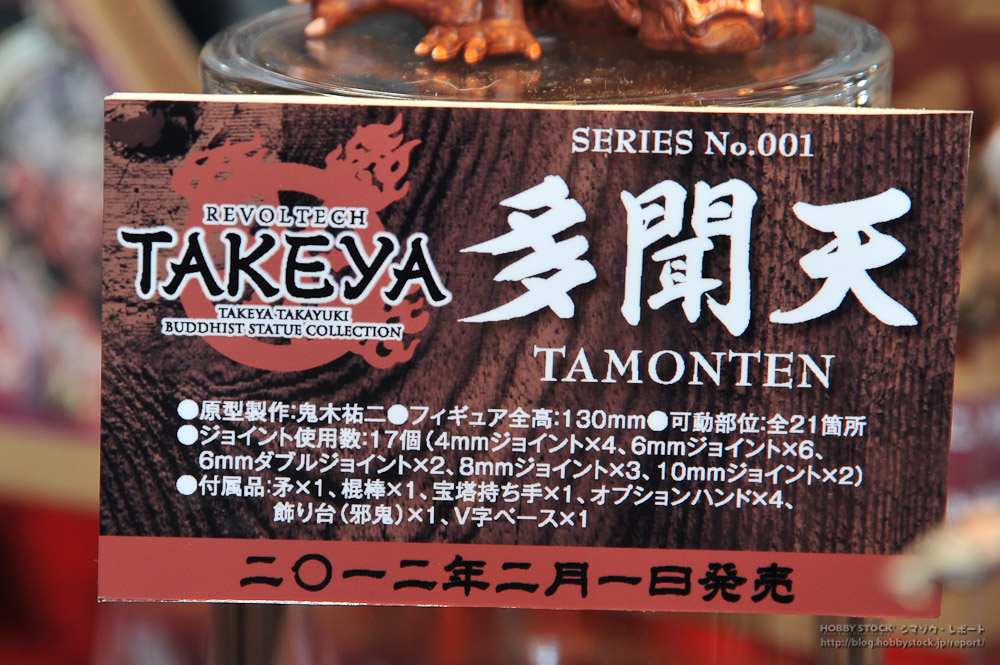 SERIES No.001
REVOLTECH
TAKEYA
TAKEYA TAKAYUKI
BUDDHIST STATUE COLLECTION
多聞天
TAMONTEN
●原型製作:鬼木祐二●フィギュア全高:130mm●可動部位:全21箇所
●ジョイント使用数:17個(4mmジョイント×4、6mmジョイント×6、
6mmダブルジョイント×2、8mmジョイント×3、10mmジョイント×2)
●付属品:矛×1、棍棒×1、宝塔持ち手×1、オプションハンド×4、
飾り台(邪鬼)×1、V字ベース×1
二〇一二年二月一日発売
HOBBY STOCK シマソウ・レポート
http://blog.hobbystock.jp/report/